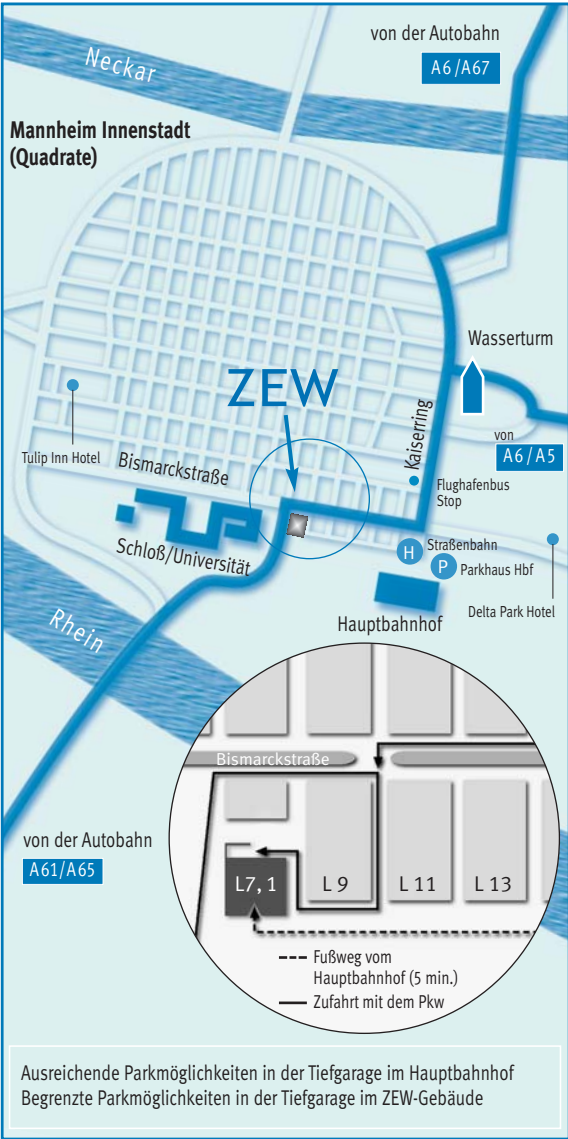 von der Autobahn
A6/A67
Neckar
Mannheim Innenstadt
(Quadrate)
Wasserturm
ZEW
Kaiserring
von
A6/A5
Tulip Inn Hotel
Bismarckstraße
Flughafenbus
Stop
Schloß/Universität
H
Straßenbahn
P
Parkhaus Hbf
Hauptbahnhof
Delta Park Hotel
Rhein
Bismarckstraße
von der Autobahn
A61/A65
L7, 1
L 9
L 11
L 13
Fußweg vom
Hauptbahnhof (5 min.)
Zufahrt mit dem Pkw
Ausreichende Parkmöglichkeiten in der Tiefgarage im Hauptbahnhof
Begrenzte Parkmöglichkeiten in der Tiefgarage im ZEW-Gebäude